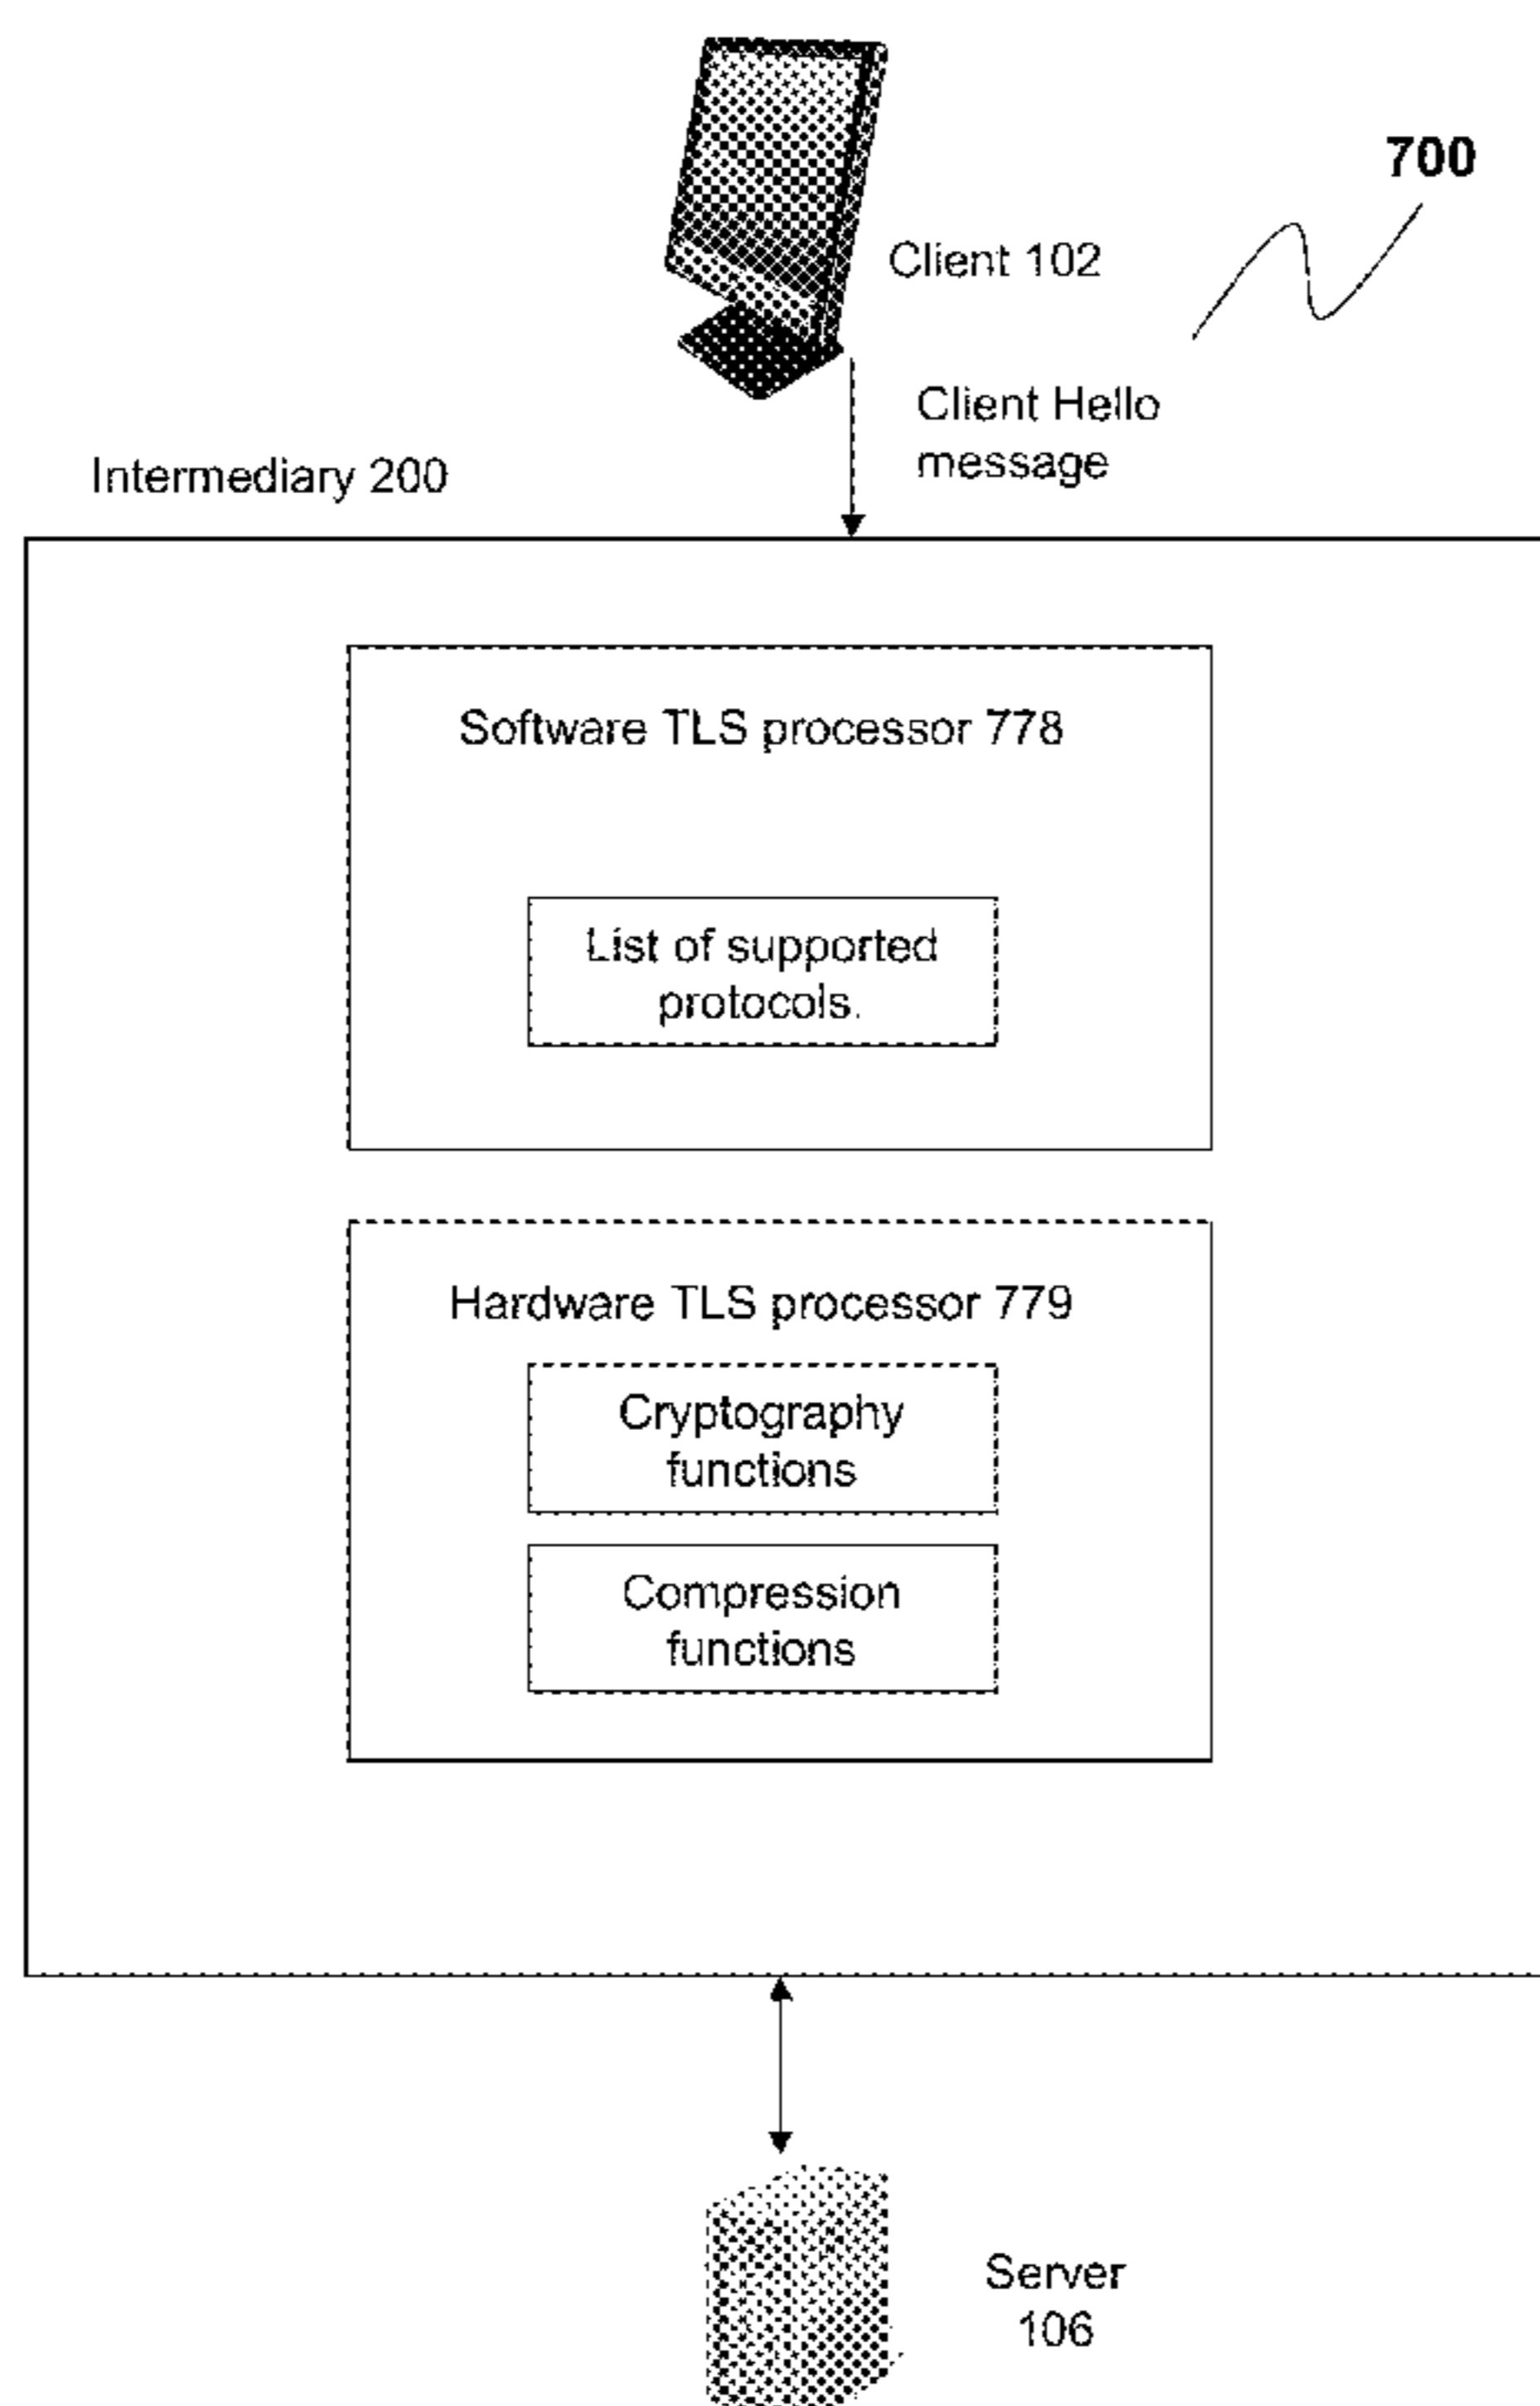 700
Client 102
Client Hello
message
Intermediary 200
Software TLS processor 778
List of supported
protocols.
Hardware TLS processor 779
Cryptography
functions
Compression
functions
Server
106